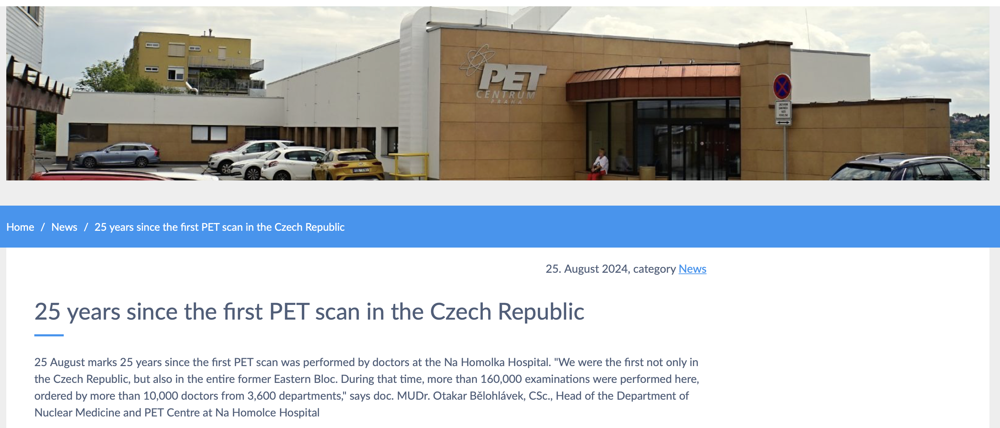 PET
CENTRUM
PRAHA
Home / News / 25 years since the first PET scan in the Czech Republic
25. August 2024, category News
25 years since the first PET scan in the Czech Republic
25 August marks 25 years since the first PET scan was performed by doctors at the Na Homolka Hospital. "We were the first not only in
the Czech Republic, but also in the entire former Eastern Bloc. During that time, more than 160,000 examinations were performed here,
ordered by more than 10,000 doctors from 3,600 departments," says doc. MUDr. Otakar Bělohlávek, CSc., Head of the Department of
Nuclear Medicine and PET Centre at Na Homolce Hospital